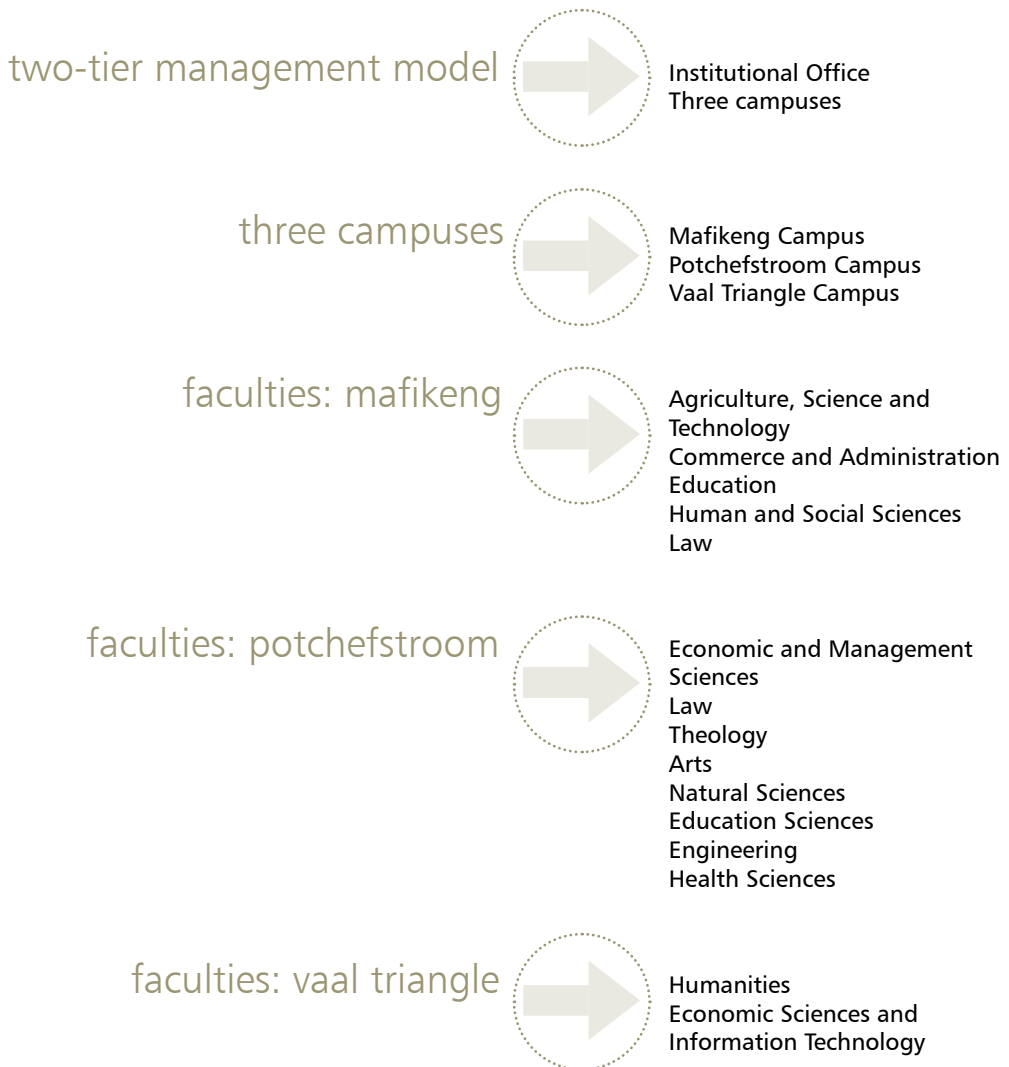 two-tier management model
Institutional Office
Three campuses
three campuses
Mafikeng Campus
Potchefstroom Campus
Vaal Triangle Campus
faculties: mafikeng
Agriculture, Science and
Technology
Commerce and Administration
Education
Human and Social Sciences
Law
faculties: potchefstroom
Economic and Management
Sciences
Law
Theology
Arts
Natural Sciences
Education Sciences
Engineering
Health Sciences
faculties: vaal triangle
Humanities
Economic Sciences and
Information Technology